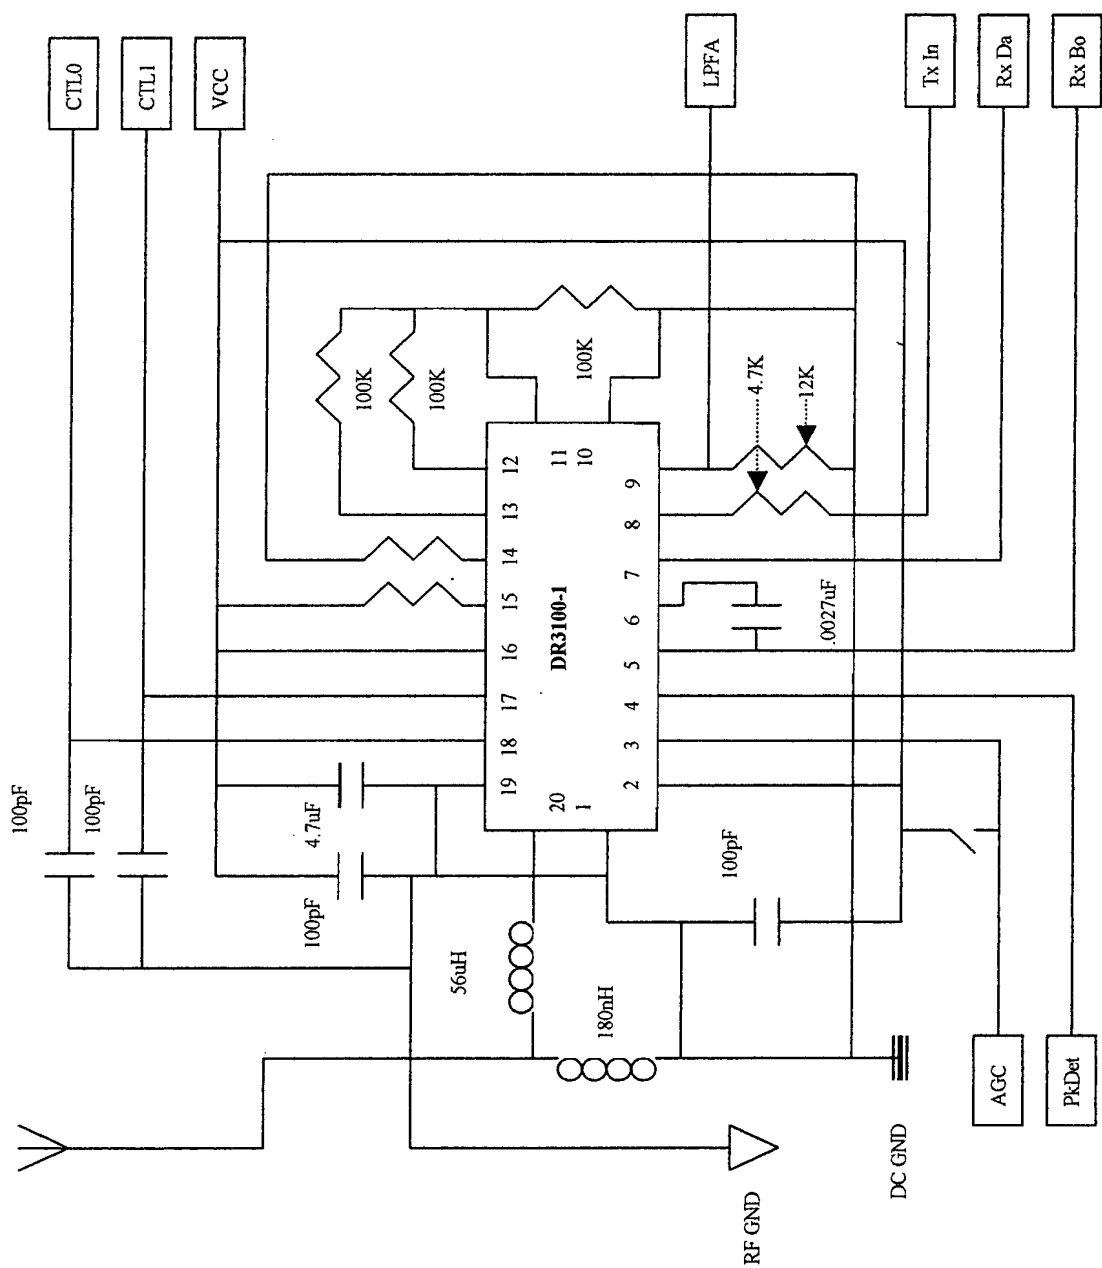 CTL0
CTL1
VCC
LPFA
Tx In
Rx Da
Rx Bo
100pF
100pF
4.7uF
100pF
56uH
180nH
100pF
100K
100K
100K
4.7K
12K
.0027uF
DR3100-1
20
19
18
17
16
15
14
13
12
11
10
1
2
3
4
5
6
7
8
9
AGC
PkDet
RF GND
DC GND